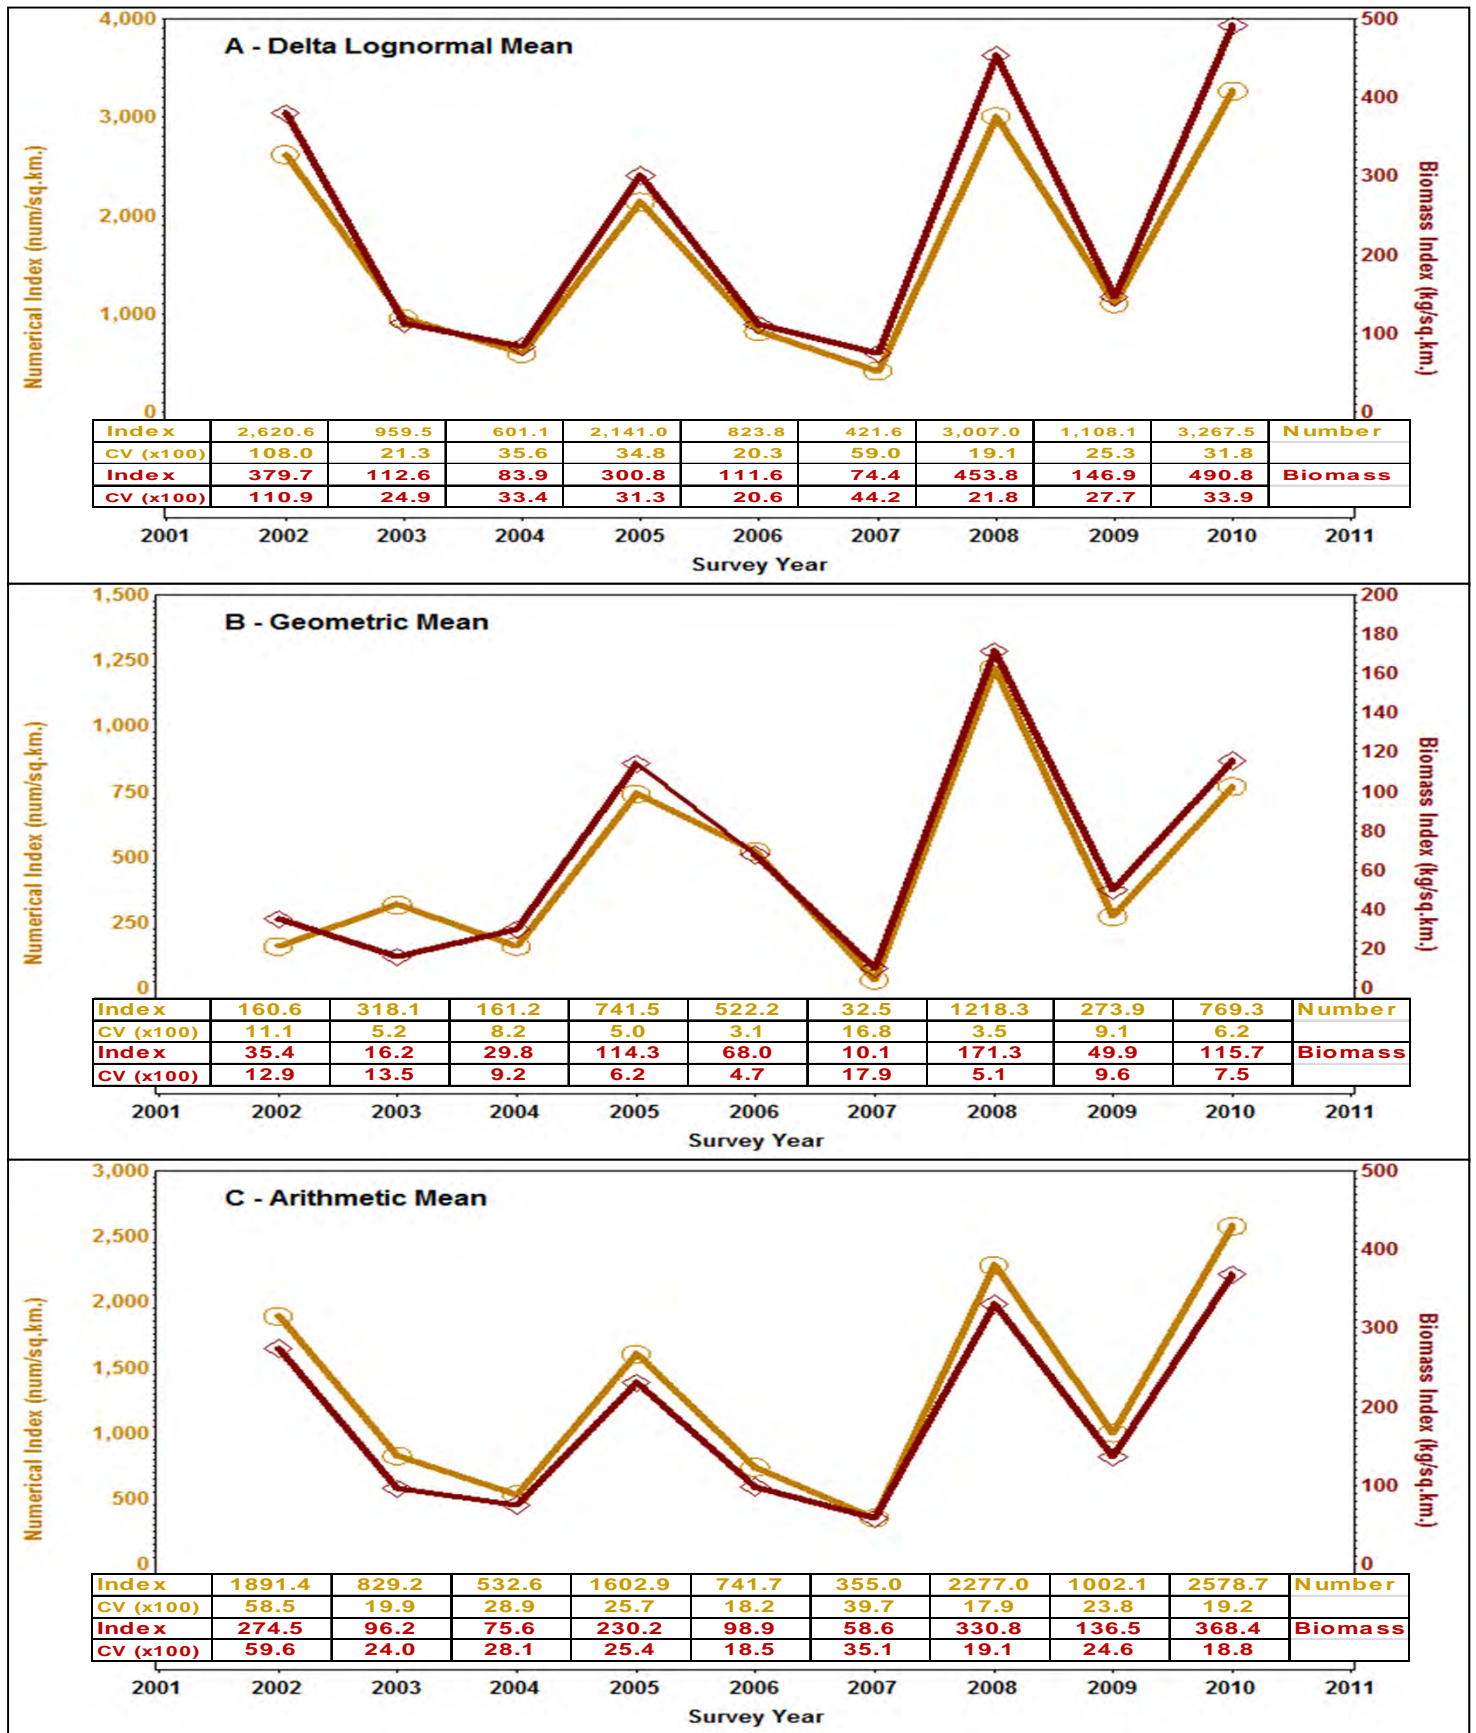 A - Delta Lognormal Mean
Numerical Index (num/sq.km.)
Biomass Index (kg/sq.km.)
4,000
3,000
2,000
1,000
0
500
400
300
200
100
0
Index 2,620.6 959.5 601.1 2,141.0 823.8 421.6 3,007.0 1,108.1 3,267.5 Number
CV (x100) 108.0 21.3 35.6 34.8 20.3 59.0 19.1 25.3 31.8
Index 379.7 112.6 83.9 300.8 111.6 74.4 453.8 146.9 490.8 Biomass
CV (x100) 110.9 24.9 33.4 31.3 20.6 44.2 21.8 27.7 33.9
2001 2002 2003 2004 2005 2006 2007 2008 2009 2010 2011
Survey Year
B - Geometric Mean
Numerical Index (num/sq.km.)
Biomass Index (kg/sq.km.)
1,500
1,250
1,000
750
500
250
0
200
180
160
140
120
100
80
60
40
20
0
Index 160.6 318.1 161.2 741.5 522.2 32.5 1218.3 273.9 769.3 Number
CV (x100) 11.1 5.2 8.2 5.0 3.1 16.8 3.5 9.1 6.2
Index 35.4 16.2 29.8 114.3 68.0 10.1 171.3 49.9 115.7 Biomass
CV (x100) 12.9 13.5 9.2 6.2 4.7 17.9 5.1 9.6 7.5
2001 2002 2003 2004 2005 2006 2007 2008 2009 2010 2011
Survey Year
C - Arithmetic Mean
Numerical Index (num/sq.km.)
Biomass Index (kg/sq.km.)
3,000
2,500
2,000
1,500
1,000
500
0
500
400
300
200
100
0
Index 1891.4 829.2 532.6 1602.9 741.7 355.0 2277.0 1002.1 2578.7 Number
CV (x100) 58.5 19.9 28.9 25.7 18.2 39.7 17.9 23.8 19.2
Index 274.5 96.2 75.6 230.2 98.9 58.6 330.8 136.5 368.4 Biomass
CV (x100) 59.6 24.0 28.1 25.4 18.5 35.1 19.1 24.6 18.8
2001 2002 2003 2004 2005 2006 2007 2008 2009 2010 2011
Survey Year